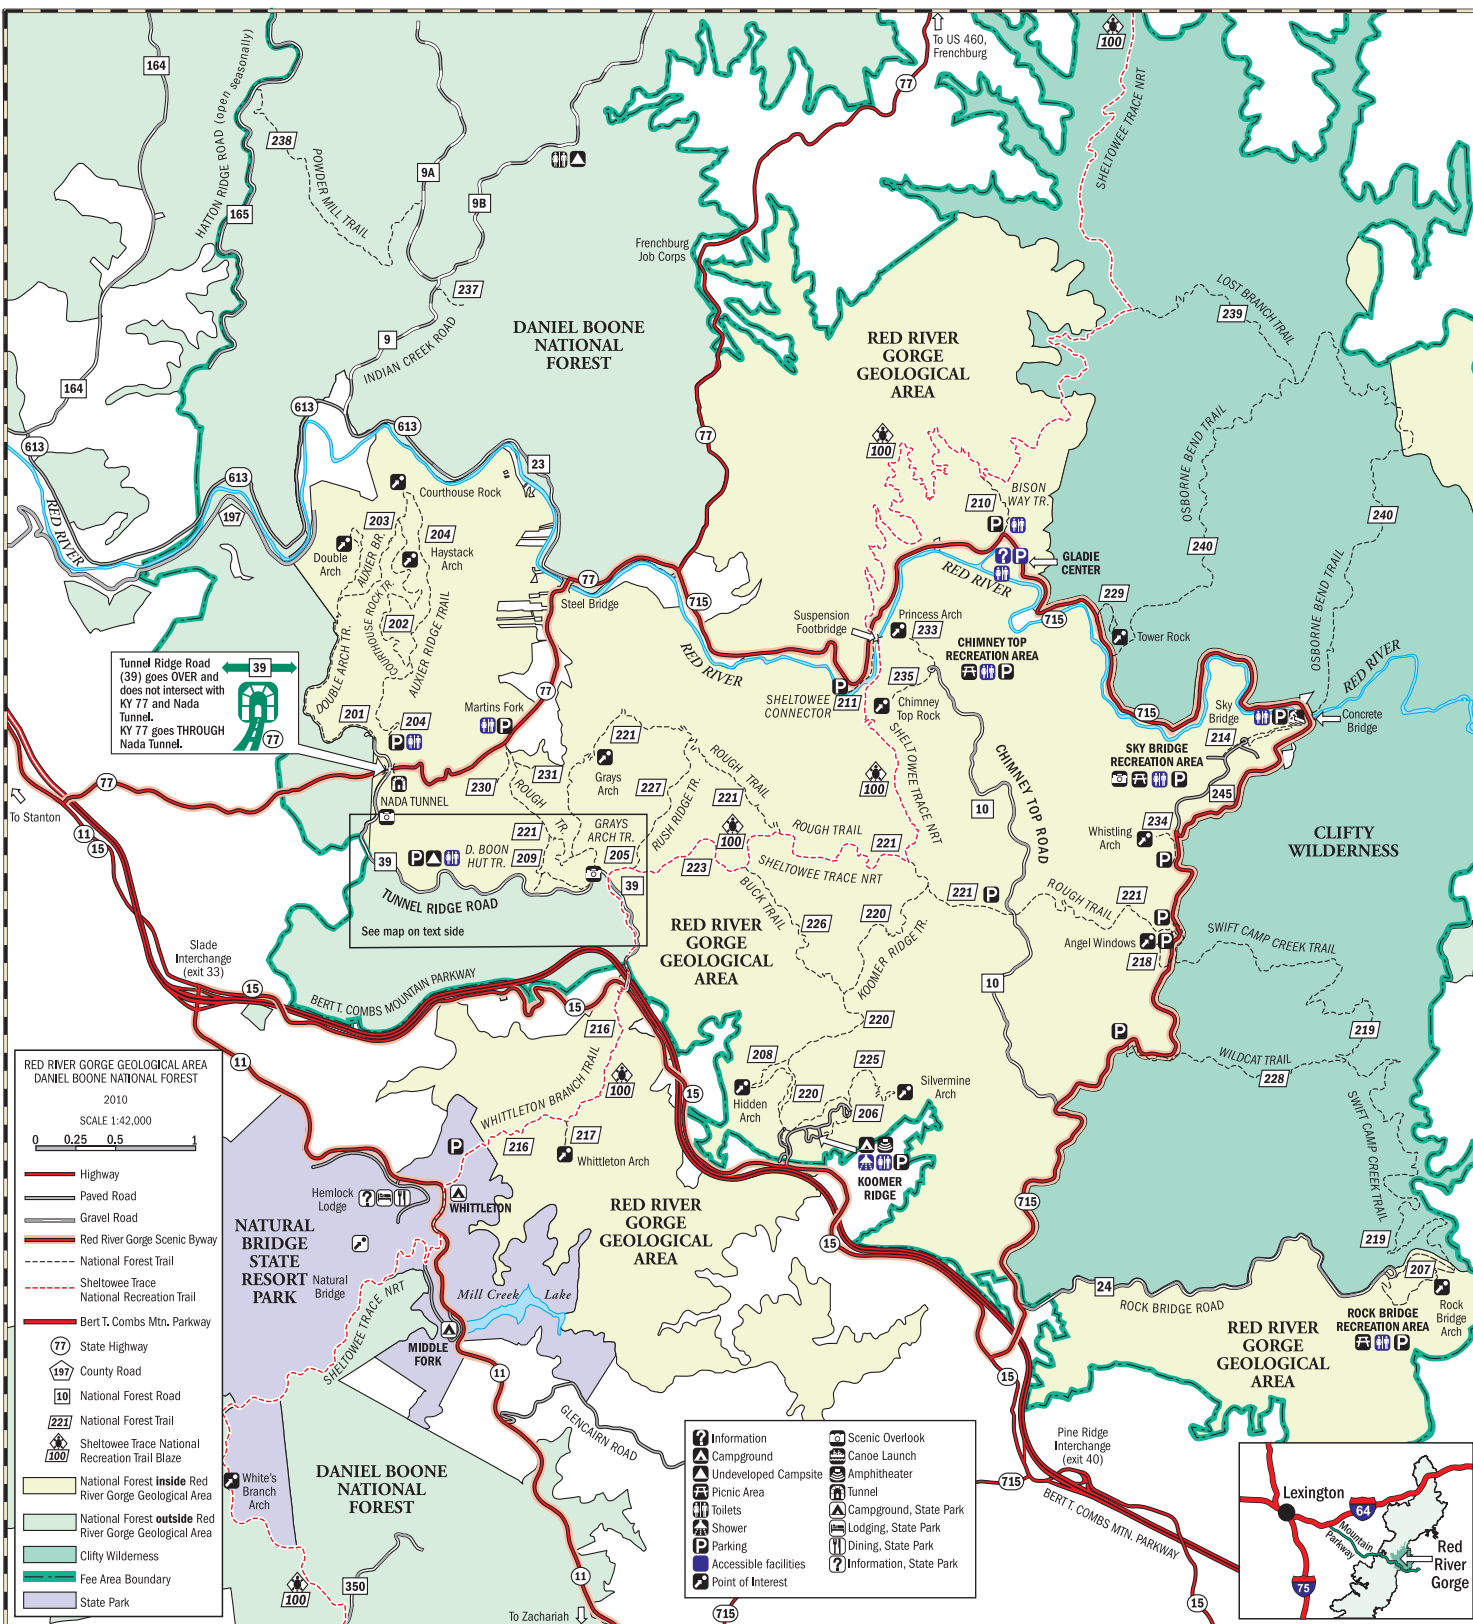 To US 460,
Frenchburg
100
164
HATTON RIDGE ROAD (open seasonally)
77
SHELTOWEE TRACE NRT
238
POWDER MILL TRAIL
9A
9B
165
Frenchburg
Job Corps
237
LOST BRANCH TRAIL
239
DANIEL BOONE
NATIONAL
FOREST
9
INDIAN CREEK ROAD
RED RIVER
GORGE
GEOLOGICAL
AREA
164
613
613
613
77
100
OSBORNE BEND TRAIL
23
613
197
RED RIVER
Courthouse Rock
203
204
Double
Arch
AUXIER BR.
Haystack
Arch
210
BISON
WAY TR.
240
240
GLADIE
CENTER
RED RIVER
77
Steel Bridge
715
COURTHOUSE ROCK TR.
202
AUXIER RIDGE TRAIL
DOUBLE ARCH TR.
Suspension
Footbridge
Princess Arch
233
715
229
Tower Rock
OSBORNE BEND TRAIL
CHIMNEY TOP
RECREATION AREA
RED RIVER
RED RIVER
Tunnel Ridge Road
(39) goes OVER and
does not intersect with
KY 77 and Nada
Tunnel.
KY 77 goes THROUGH
Nada Tunnel.
39
77
77
235
SHELTOWEE
CONNECTOR
211
Chimney
Top Rock
201
204
Martins Fork
715
Sky
Bridge
Concrete
Bridge
214
221
SKY BRIDGE
RECREATION AREA
Grays
Arch
ROUGH TRAIL
227
231
230
77
To Stanton
NADA TUNNEL
ROUGH
TR.
RUSH RIDGE TR.
221
100
SHELTOWEE TRACE NRT
10
CHIMNEY TOP ROAD
245
11
15
GRAYS
ARCH TR.
221
100
ROUGH TRAIL
221
234
Whistling
Arch
CLIFTY
WILDERNESS
39
D. BOON
HUT TR.
209
205
39
223
SHELTOWEE TRACE NRT
TUNNEL RIDGE ROAD
See map on text side
BUCK TRAIL
226
220
KOOMER RIDGE TR.
221
ROUGH TRAIL
221
RED RIVER
GORGE
GEOLOGICAL
AREA
Angel Windows
218
SWIFT CAMP CREEK TRAIL
Slade
Interchange
(exit 33)
15
BERT T. COMBS MOUNTAIN PARKWAY
15
216
10
220
219
WILDCAT TRAIL
228
208
225
11
WHITTLETON BRANCH TRAIL
100
15
Hidden
Arch
220
206
Silvermine
Arch
SWIFT CAMP CREEK TRAIL
RED RIVER GORGE GEOLOGICAL AREA
DANIEL BOONE NATIONAL FOREST
2010
SCALE 1:42,000
0 0.25 0.5 1
Highway
Paved Road
Gravel Road
Red River Gorge Scenic Byway
National Forest Trail
Sheltowee Trace
National Recreation Trail
Bert T. Combs Mtn. Parkway
77 State Highway
197 County Road
10 National Forest Road
221 National Forest Trail
100 Sheltowee Trace National
Recreation Trail Blaze
National Forest inside Red
River Gorge Geological Area
National Forest outside Red
River Gorge Geological Area
Clifty Wilderness
Fee Area Boundary
State Park
216
217
Whittleton Arch
KOOMER
RIDGE
Hemlock
Lodge
WHITTLETON
NATURAL
BRIDGE
STATE
RESORT
PARK
Natural
Bridge
RED RIVER
GORGE
GEOLOGICAL
AREA
15
715
219
207
Rock
Bridge
Arch
24
ROCK BRIDGE ROAD
ROCK BRIDGE
RECREATION AREA
Mill Creek Lake
SHELTOWEE TRACE NRT
MIDDLE
FORK
RED RIVER
GORGE
GEOLOGICAL
AREA
11
15
GLENCAIRN ROAD
White's
Branch
Arch
DANIEL BOONE
NATIONAL
FOREST
Information
Campground
Undeveloped Campsite
Picnic Area
Toilets
Shower
Parking
Accessible facilities
Point of Interest
Scenic Overlook
Canoe Launch
Amphitheater
Tunnel
Campground, State Park
Lodging, State Park
Dining, State Park
Information, State Park
Pine Ridge
Interchange
(exit 40)
715
BERT T. COMBS MTN. PARKWAY
Lexington
64
Mountain
Parkway
Red
River
Gorge
75
100
350
11
To Zachariah
715
15